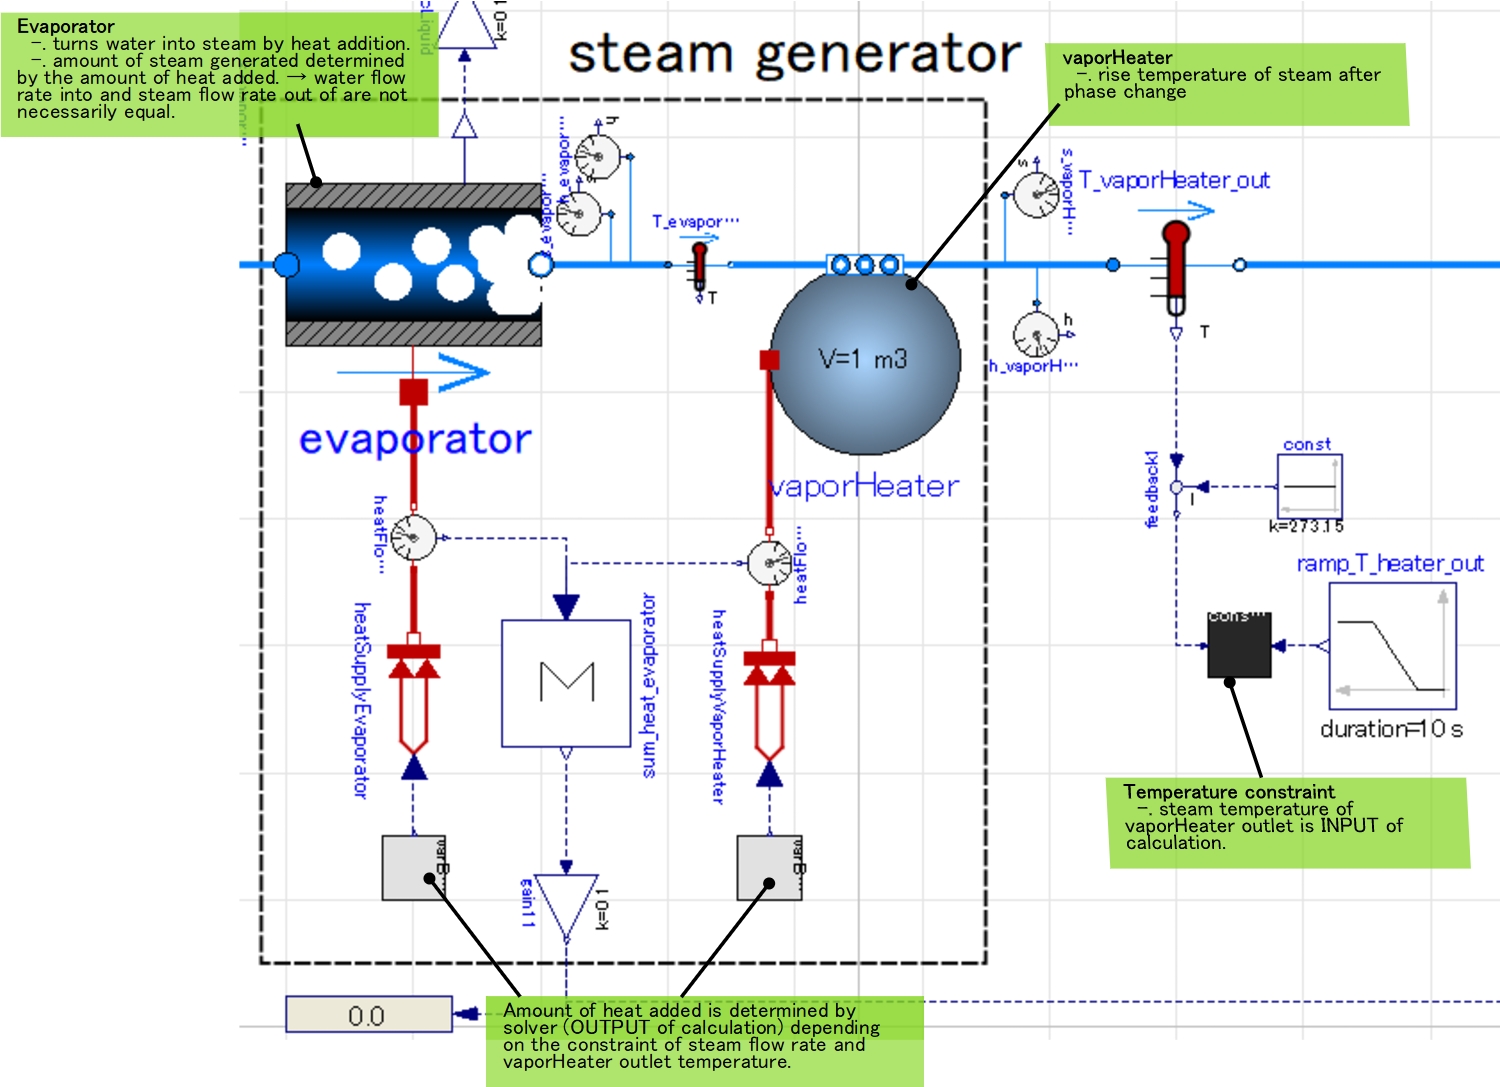 Evaporator
-. turns water into steam by heat addition.
-. amount of steam generated determined
by the amount of heat added. → water flow
rate into and steam flow rate out of are not
necessarily equal.
steam generator
vaporHeater
-. rise temperature of steam after
phase change
h
s
T_vaporHeater_out
T_evapor...
T
V=1 m3
h
h_vaporH...
s_vaporH...
T
evaporator
vaporHeater
const
feedback1
k=273.15
heatFlo...
heatFlo...
ramp_T_heater_out
cons...
duration=10 s
heatSupplyEvaporator
sum_heat_evaporator
heatSupplyVaporHeater
Temperature constraint
-. steam temperature of
vaporHeater outlet is INPUT of
calculation.
gain11
0.0
Amount of heat added is determined by
solver (OUTPUT of calculation) depending
on the constraint of steam flow rate and
vaporHeater outlet temperature.